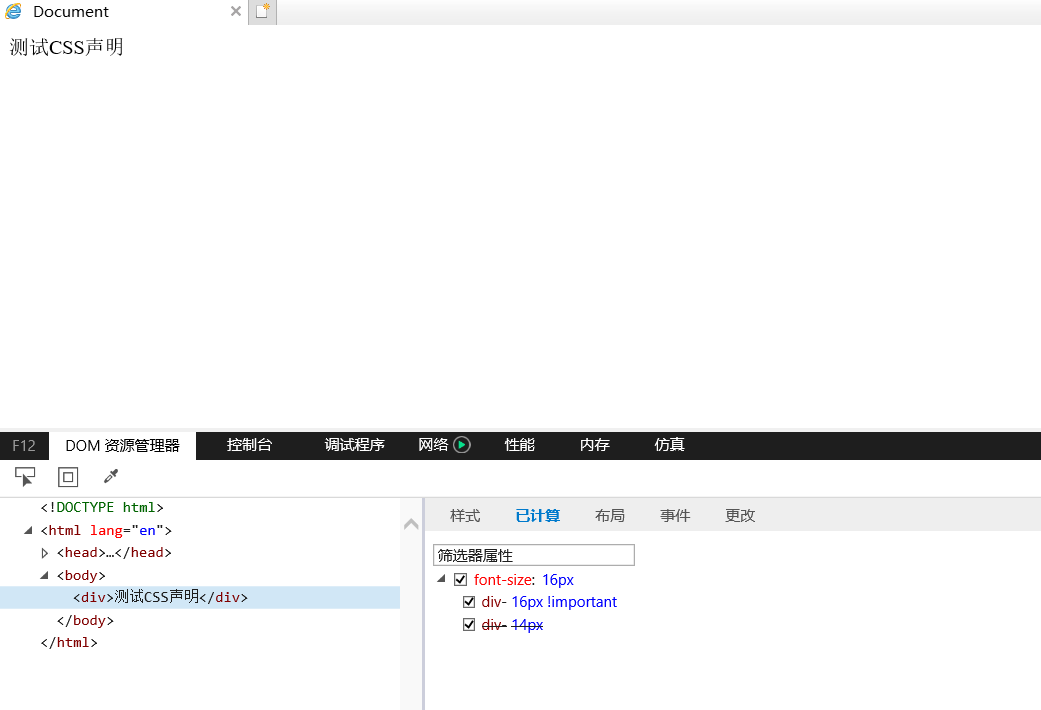 Document
测试CSS声明
F12 DOM 资源管理器 控制台 调试程序 网络 性能 内存 仿真
<!DOCTYPE html>
<html lang="en">
<head>…</head>
<body>
<div>测试CSS声明</div>
</body>
</html>
样式 已计算 布局 事件 更改
筛选器属性
font-size: 16px
div- 16px !important
div- 14px